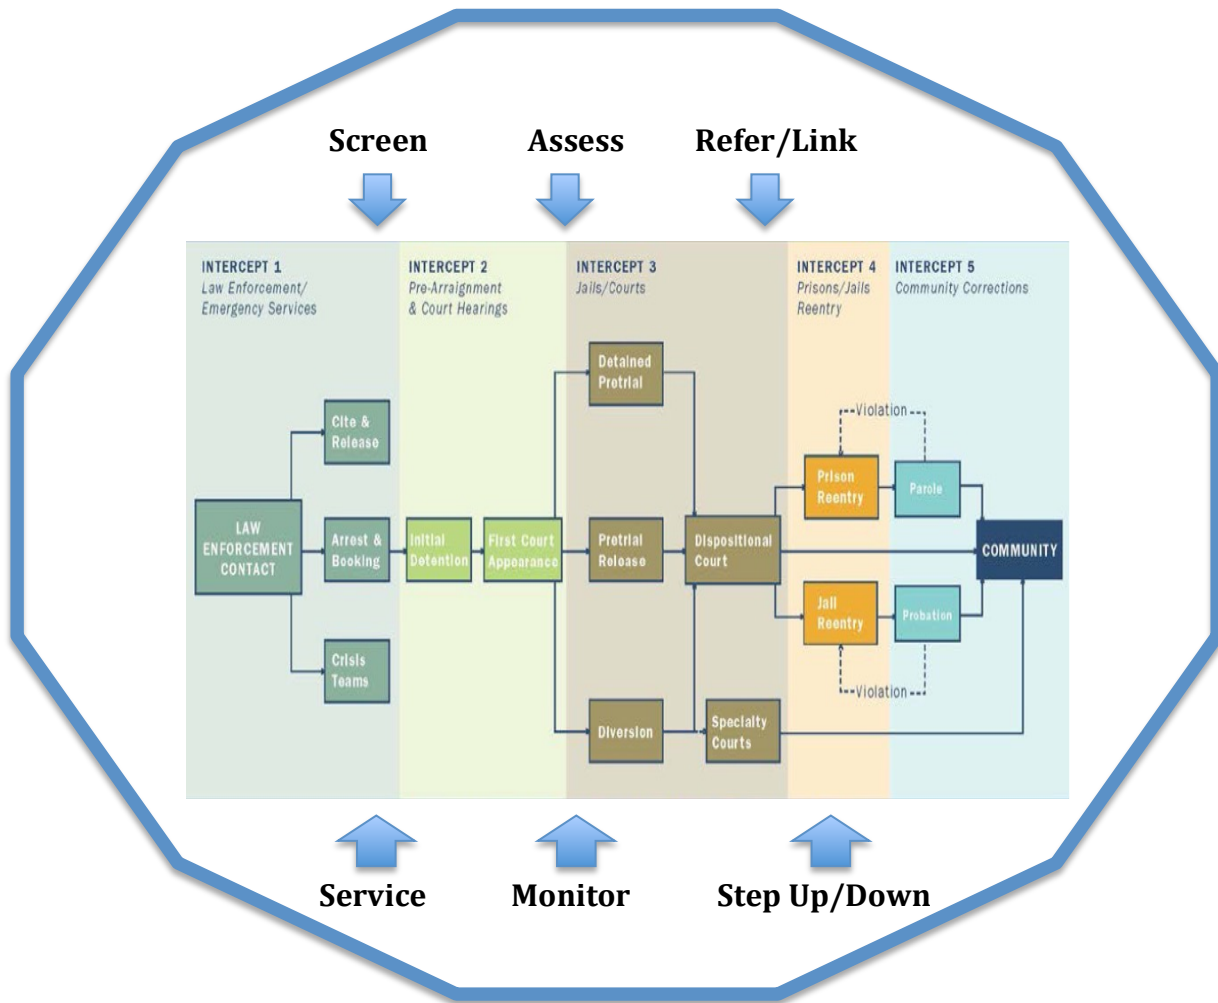 Screen
Assess
Refer/Link
INTERCEPT 1
Law Enforcement/
Emergency Services
INTERCEPT 2
Pre-Arraignment
& Court Hearings
INTERCEPT 3
Jails/Courts
INTERCEPT 4
Prisons/Jails
Reentry
INTERCEPT 5
Community Corrections
LAW
ENFORCEMENT
CONTACT
Cite &
Release
Arrest &
Booking
Crisis
Teams
Initial
Detention
First Court
Appearance
Detained
Pretrial
Pretrial
Release
Diversion
Dispositional
Court
Specialty
Courts
Violation
Prison
Reentry
Parole
Jail
Reentry
Probation
Violation
COMMUNITY
Service
Monitor
Step Up/Down